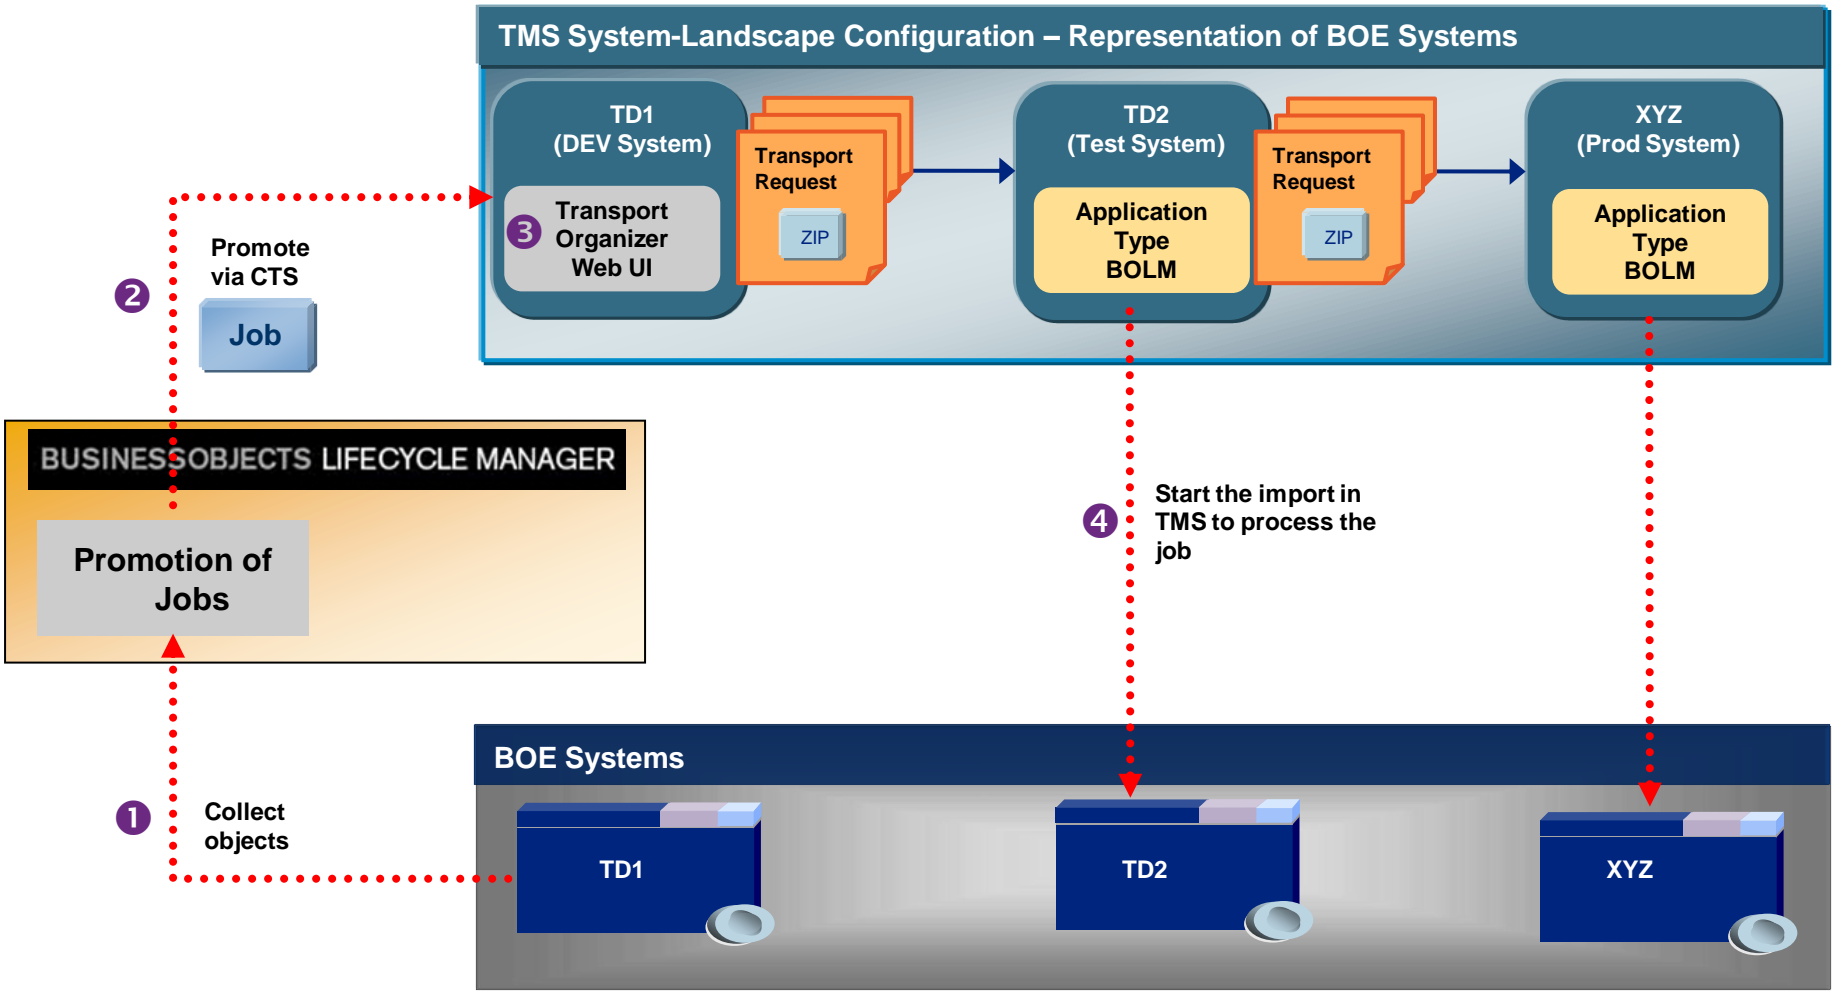 TMS System-Landscape Configuration – Representation of BOE Systems
TD1
(DEV System)
3
Transport
Organizer
Web UI
Transport
Request
ZIP
TD2
(Test System)
Application
Type
BOLM
Transport
Request
ZIP
XYZ
(Prod System)
Application
Type
BOLM
2
Promote
via CTS
Job
BUSINESSOBJECTS LIFECYCLE MANAGER
Promotion of
Jobs
4
Start the import in
TMS to process the
job
1
Collect
objects
BOE Systems
TD1
TD2
XYZ